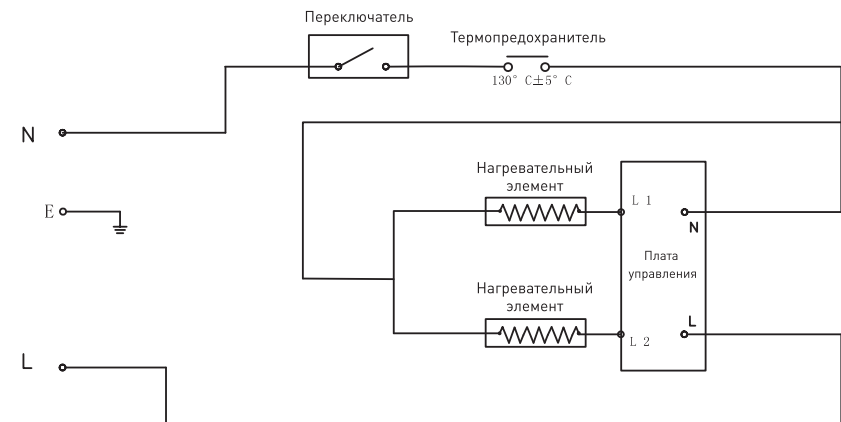 Переключатель
Термопредохранитель
130° C±5° C
N
Нагревательный
элемент
E
L 1
N
Плата
управления
Нагревательный
элемент
L
L 2
L